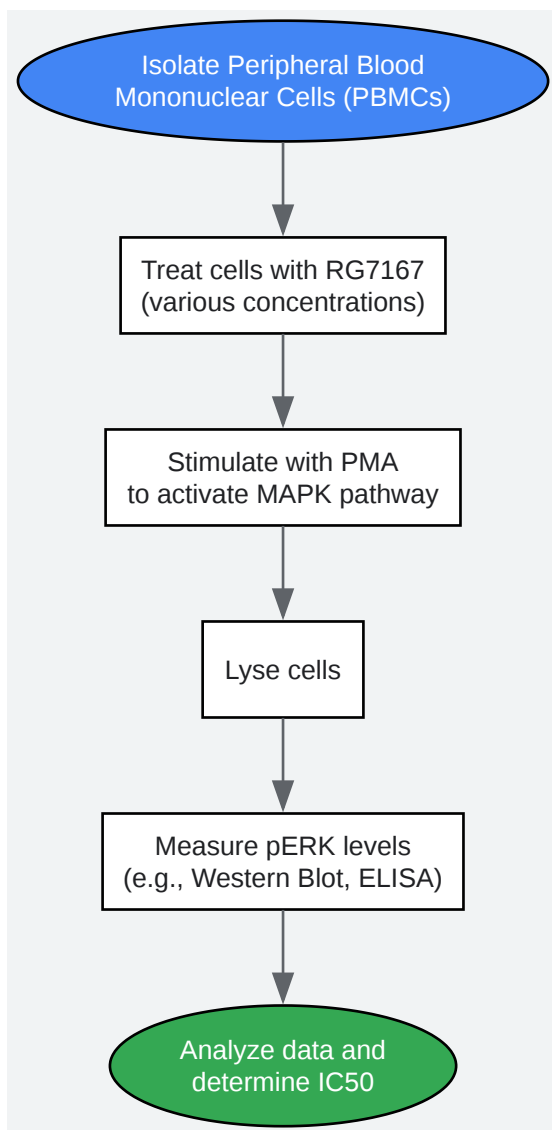 Isolate Peripheral Blood
Mononuclear Cells (PBMCs)
Treat cells with RG7167
(various concentrations)
Stimulate with PMA
to activate MAPK pathway
Lyse cells
Measure pERK levels
(e.g., Western Blot, ELISA)
Analyze data and
determine IC50